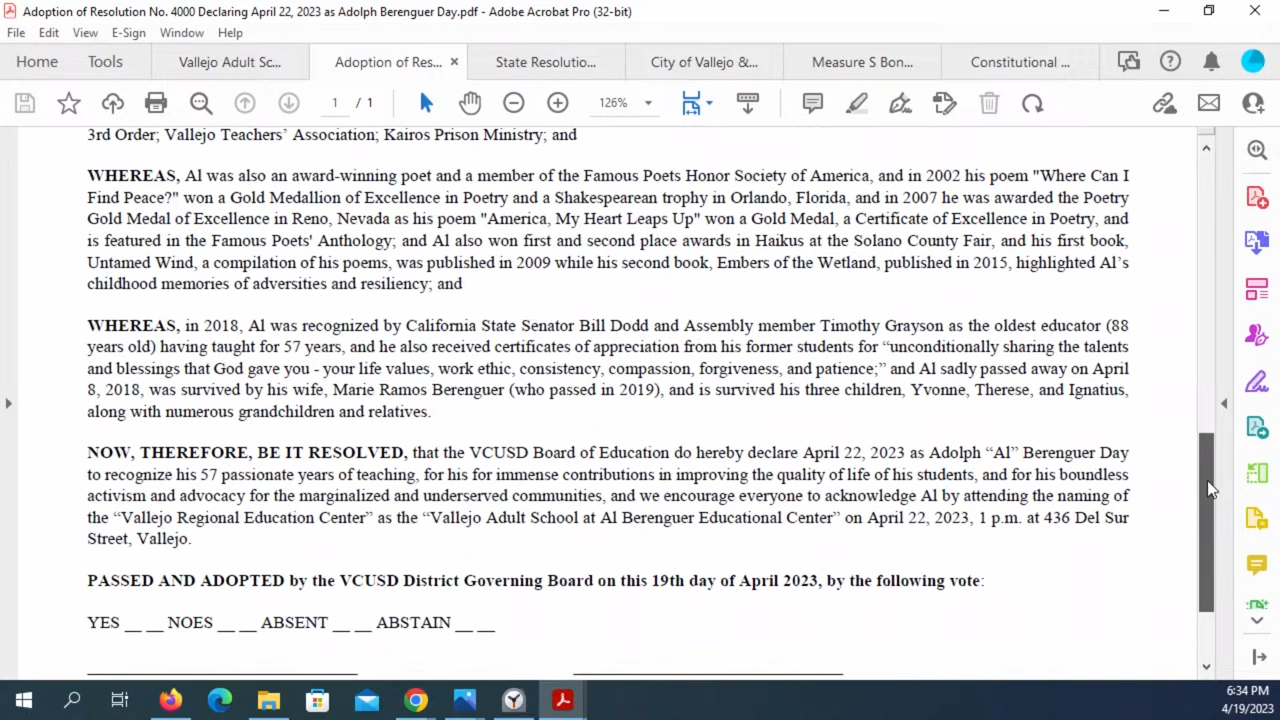 Adoption of Resolution No. 4000 Declaring April 22, 2023 as Adolph Berenguer Day.pdf - Adobe Acrobat Pro (32-bit)
File Edit View E-Sign Window Help
Home Tools Vallejo Adult Sc... Adoption of Res... × State Resolutio... City of Vallejo &... Measure S Bon... Constitutional ...
1 / 1 126%
3rd Order; Vallejo Teachers’ Association; Kairos Prison Ministry; and
WHEREAS, Al was also an award-winning poet and a member of the Famous Poets Honor Society of America, and in 2002 his poem "Where Can I
Find Peace?" won a Gold Medallion of Excellence in Poetry and a Shakespearean trophy in Orlando, Florida, and in 2007 he was awarded the Poetry
Gold Medal of Excellence in Reno, Nevada as his poem "America, My Heart Leaps Up" won a Gold Medal, a Certificate of Excellence in Poetry, and
is featured in the Famous Poets' Anthology; and Al also won first and second place awards in Haikus at the Solano County Fair, and his first book,
Untamed Wind, a compilation of his poems, was published in 2009 while his second book, Embers of the Wetland, published in 2015, highlighted Al’s
childhood memories of adversities and resiliency; and
WHEREAS, in 2018, Al was recognized by California State Senator Bill Dodd and Assembly member Timothy Grayson as the oldest educator (88
years old) having taught for 57 years, and he also received certificates of appreciation from his former students for “unconditionally sharing the talents
and blessings that God gave you - your life values, work ethic, consistency, compassion, forgiveness, and patience;” and Al sadly passed away on April
8, 2018, was survived by his wife, Marie Ramos Berenguer (who passed in 2019), and is survived his three children, Yvonne, Therese, and Ignatius,
along with numerous grandchildren and relatives.
NOW, THEREFORE, BE IT RESOLVED, that the VCUSD Board of Education do hereby declare April 22, 2023 as Adolph “Al” Berenguer Day
to recognize his 57 passionate years of teaching, for his for immense contributions in improving the quality of life of his students, and for his boundless
activism and advocacy for the marginalized and underserved communities, and we encourage everyone to acknowledge Al by attending the naming of
the “Vallejo Regional Education Center” as the “Vallejo Adult School at Al Berenguer Educational Center” on April 22, 2023, 1 p.m. at 436 Del Sur
Street, Vallejo.
PASSED AND ADOPTED by the VCUSD District Governing Board on this 19th day of April 2023, by the following vote:
YES __ __ NOES __ __ ABSENT __ __ ABSTAIN __ __
6:34 PM
4/19/2023